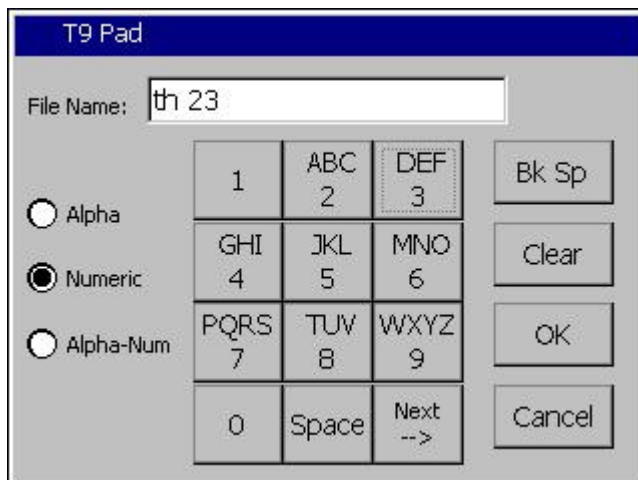 T9 Pad
File Name: th 23
1 ABC 2 DEF 3 Bk Sp
Alpha
GHI 4 JKL 5 MNO 6 Clear
Numeric
PQRS 7 TUV 8 WXYZ 9 OK
Alpha-Num
0 Space Next --> Cancel